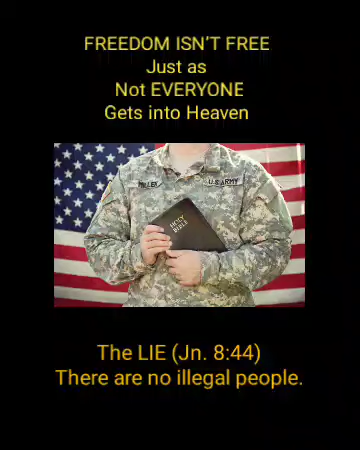 FREEDOM ISN'T FREE
Just as
Not EVERYONE
Gets into Heaven
U.S. ARMY
HOLY
BIBLE
The LIE (Jn. 8:44)
There are no illegal people.